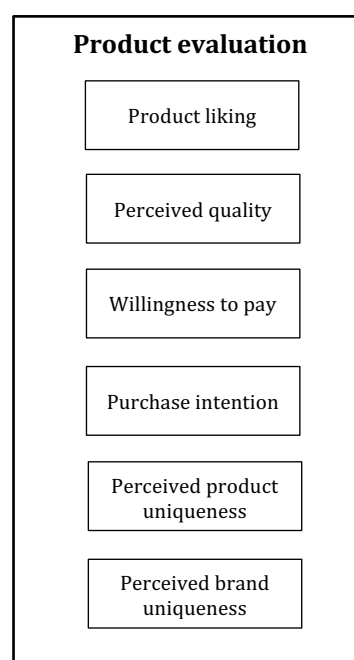 Product evaluation
Product liking
Perceived quality
Willingness to pay
Purchase intention
Perceived product
uniqueness
Perceived brand
uniqueness